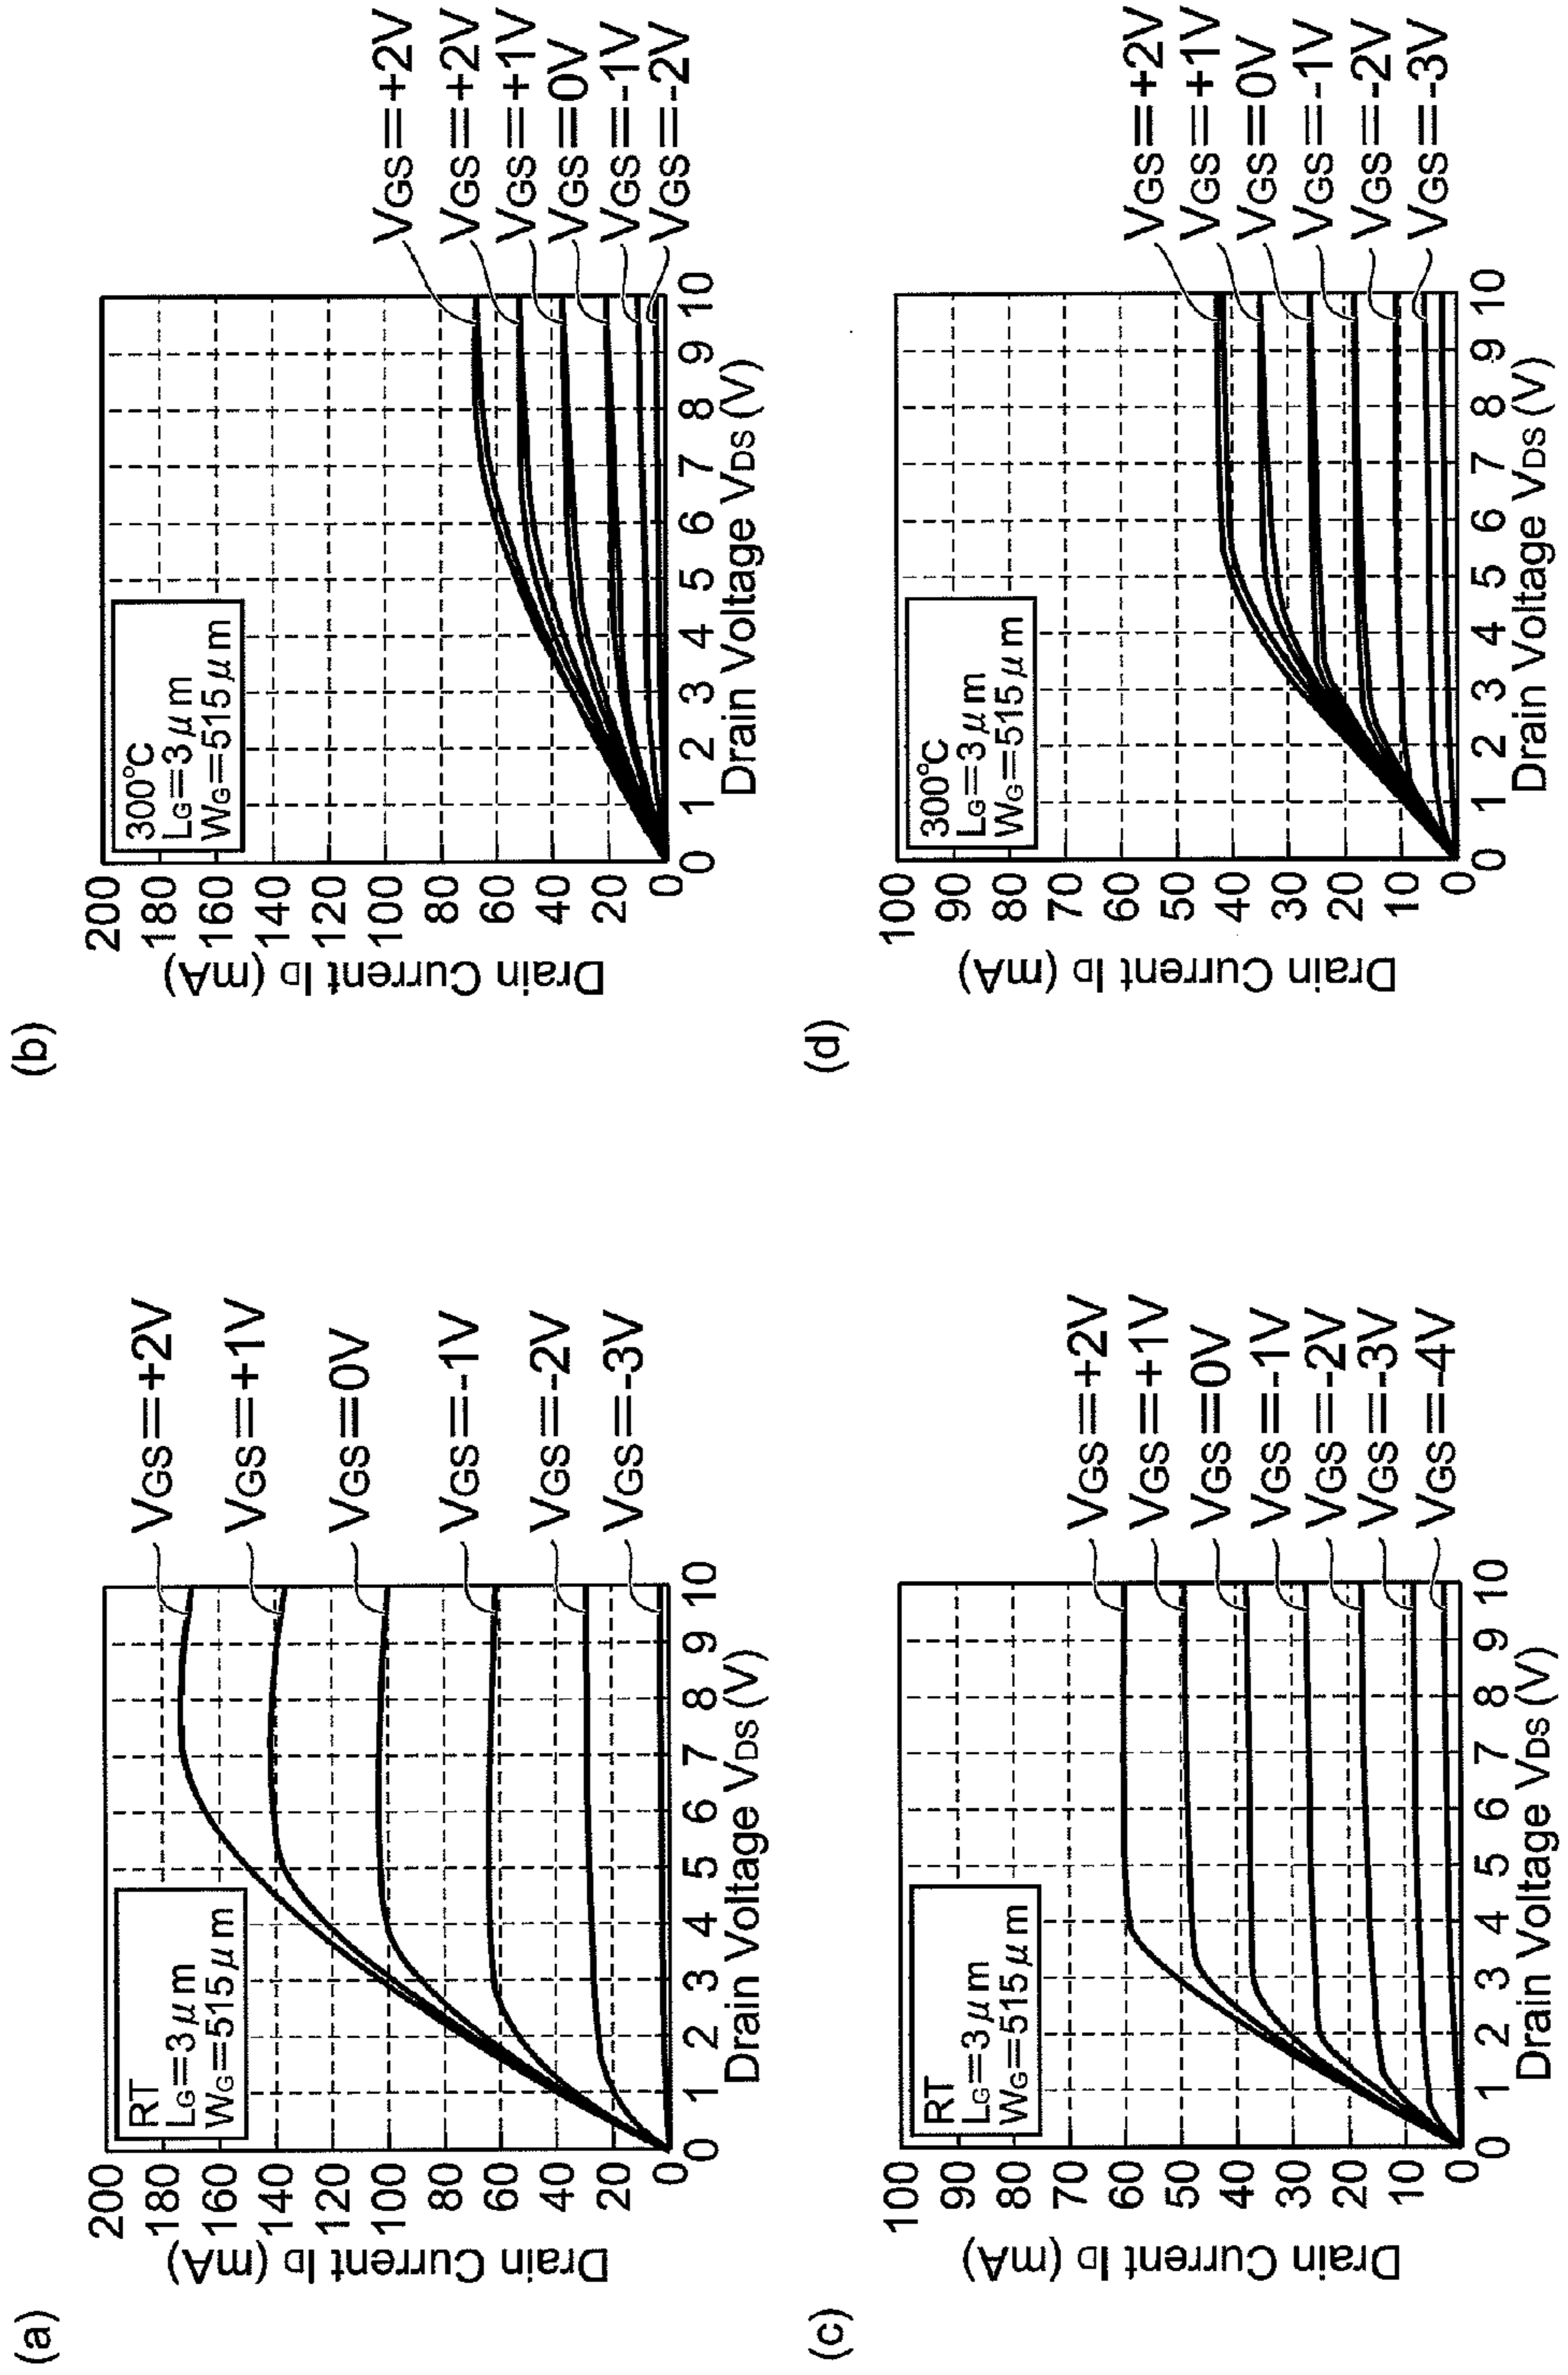 (a)
Drain Current ID (mA)
200
180
160
140
120
100
80
60
40
20
0
RT
LG=3μm
WG=515μm
VGS=+2V
VGS=+1V
VGS=0V
VGS=-1V
VGS=-2V
VGS=-3V
0 1 2 3 4 5 6 7 8 9 10
Drain Voltage VDS (V)
(b)
Drain Current ID (mA)
200
180
160
140
120
100
80
60
40
20
0
300°C
LG=3μm
WG=515μm
VGS=+2V
VGS=+2V
VGS=+1V
VGS=0V
VGS=-1V
VGS=-2V
0 1 2 3 4 5 6 7 8 9 10
Drain Voltage VDS (V)
(c)
Drain Current ID (mA)
100
90
80
70
60
50
40
30
20
10
0
RT
LG=3μm
WG=515μm
VGS=+2V
VGS=+1V
VGS=0V
VGS=-1V
VGS=-2V
VGS=-3V
VGS=-4V
0 1 2 3 4 5 6 7 8 9 10
Drain Voltage VDS (V)
(d)
Drain Current ID (mA)
100
90
80
70
60
50
40
30
20
10
0
300°C
LG=3μm
WG=515μm
VGS=+2V
VGS=+1V
VGS=0V
VGS=-1V
VGS=-2V
VGS=-3V
0 1 2 3 4 5 6 7 8 9 10
Drain Voltage VDS (V)